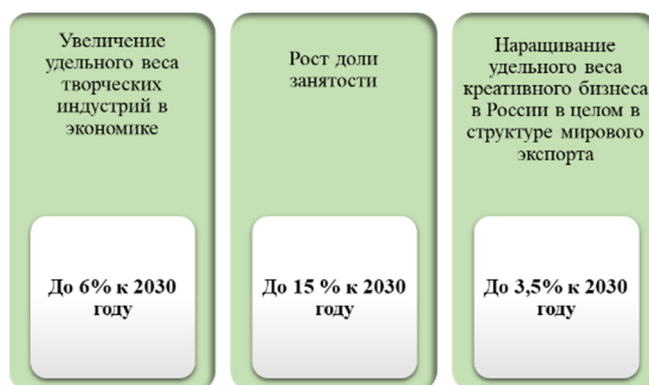 Увеличение
удельного веса
творческих
индустрий в
экономике
До 6% к 2030
году
Рост доли
занятости
До 15 % к 2030
году
Наращивание
удельного веса
креативного бизнеса
в России в целом в
структуре мирового
экспорта
До 3,5% к 2030
году